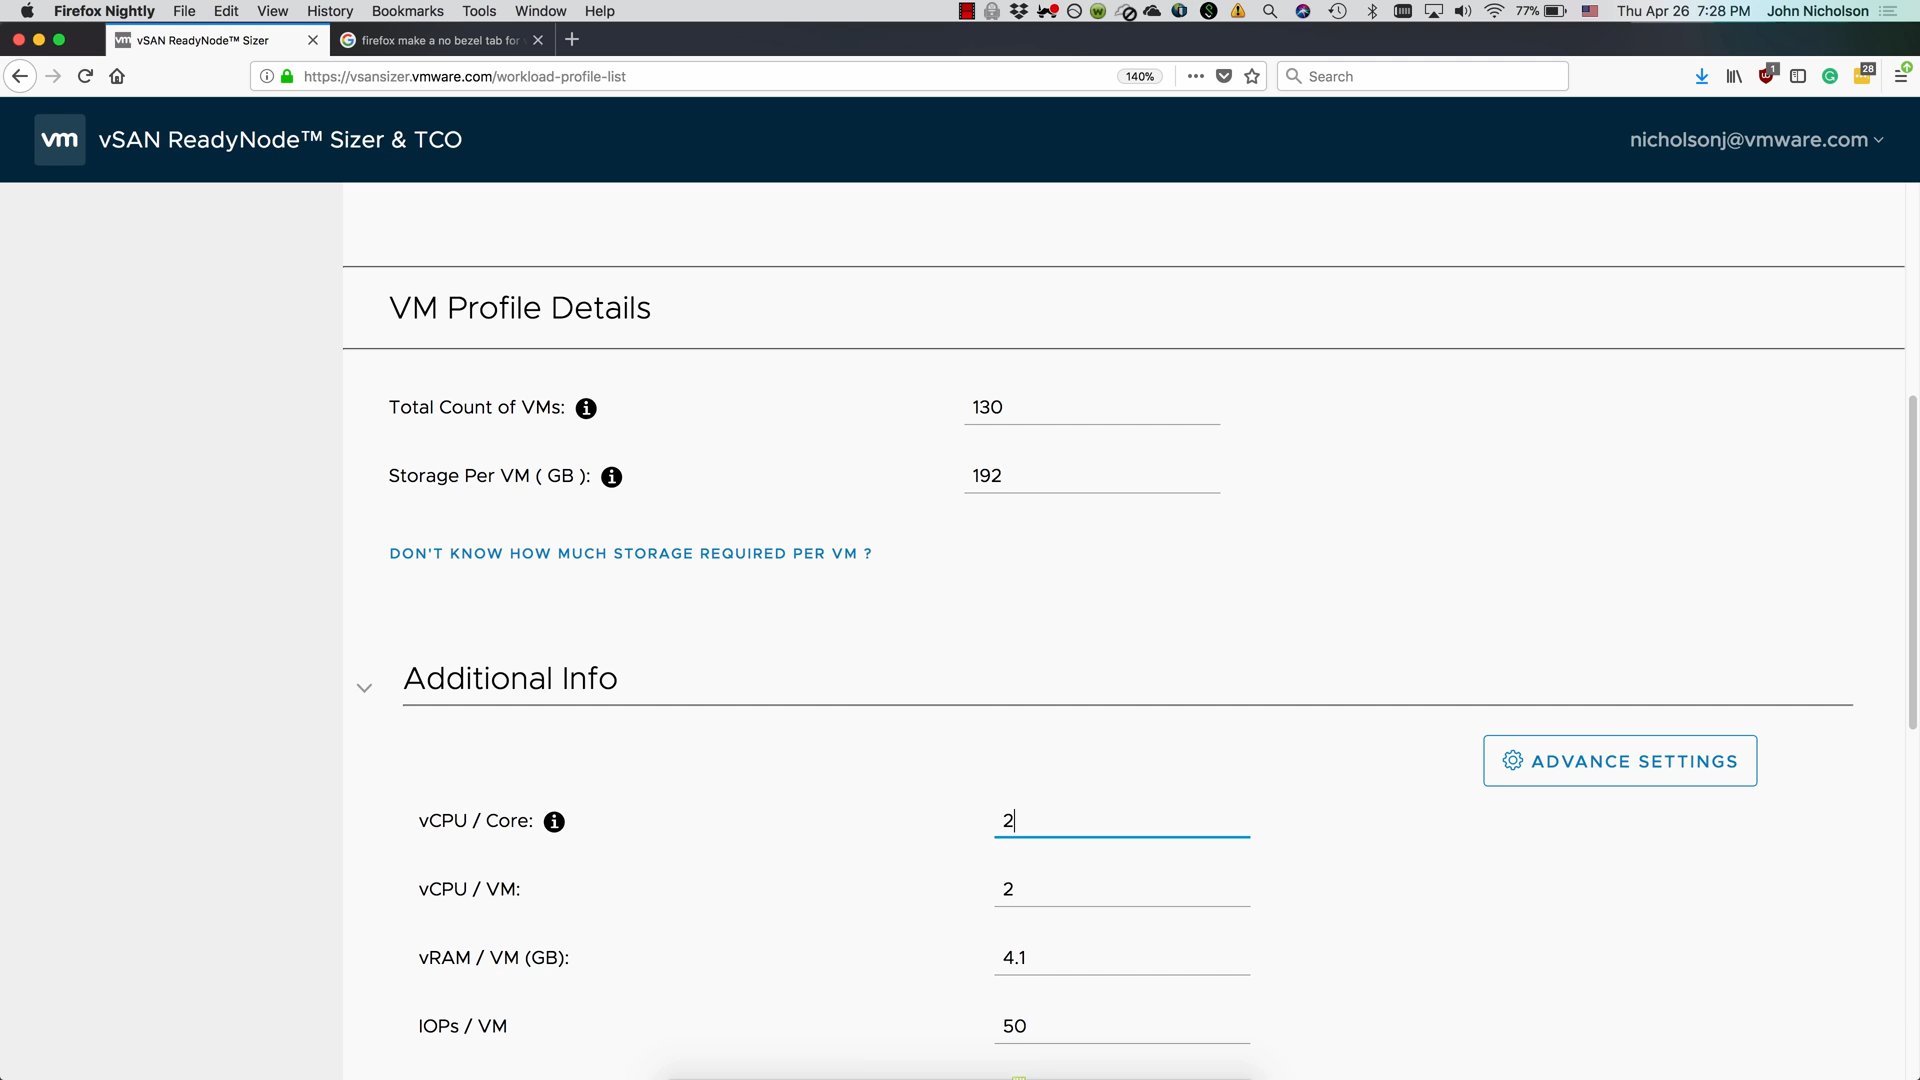 Firefox Nightly File Edit View History Bookmarks Tools Window Help 77% Thu Apr 26 7:28 PM John Nicholson
vm vSAN ReadyNode™ Sizer firefox make a no bezel tab for
https://vsansizer.vmware.com/workload-profile-list 140% Search 1 28
vm vSAN ReadyNode™ Sizer & TCO nicholsonj@vmware.com
VM Profile Details
Total Count of VMs: 130
Storage Per VM ( GB ): 192
DON'T KNOW HOW MUCH STORAGE REQUIRED PER VM ?
Additional Info
ADVANCE SETTINGS
vCPU / Core: 2
vCPU / VM: 2
vRAM / VM (GB): 4.1
IOPs / VM 50